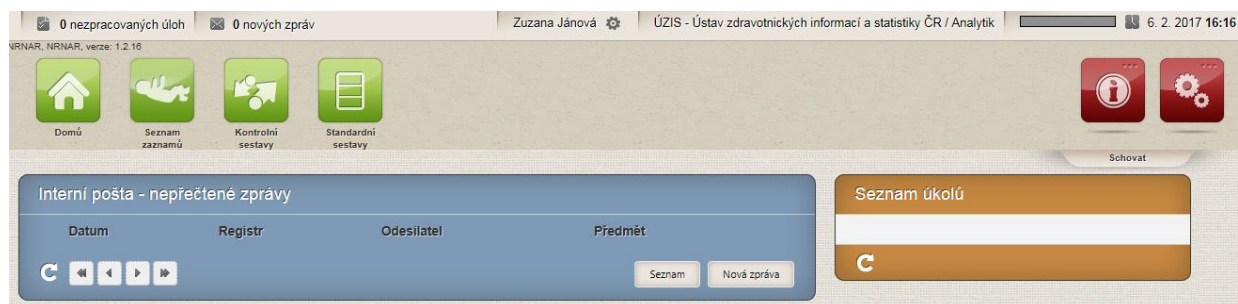 0 nezpracovaných úloh 0 nových zpráv Zuzana Jánová ÚZIS - Ústav zdravotnických informací a statistiky ČR / Analytik 6. 2. 2017 16:16
NRNAR, NRNAR, verze: 1.2.16
Domů Seznam zaznamů Kontrolní sestavy Standardní sestavy
Schovat
Interní pošta - nepřečtené zprávy
Datum Registr Odesilatel Předmět
Seznam Nová zpráva
Seznam úkolů